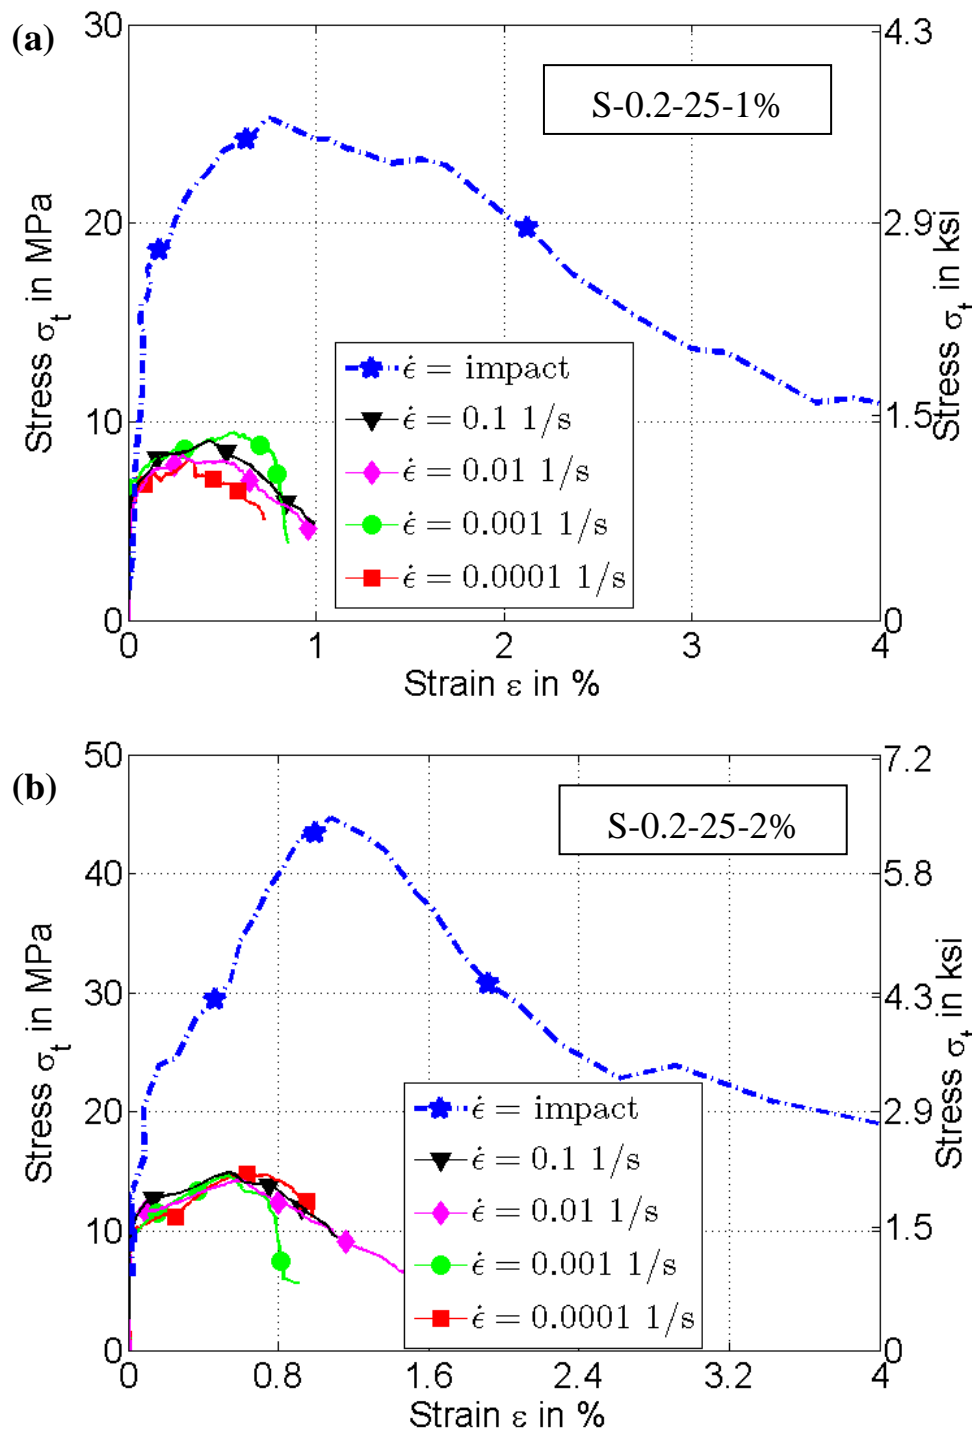 (a)
S-0.2-25-1%
30
20
10
0
Stress σt in MPa
4.3
2.9
1.5
0
Stress σt in ksi
ε̇ = impact
ε̇ = 0.1 1/s
ε̇ = 0.01 1/s
ε̇ = 0.001 1/s
ε̇ = 0.0001 1/s
0 1 2 3 4
Strain ε in %
(b)
S-0.2-25-2%
50
40
30
20
10
0
Stress σt in MPa
7.2
5.8
4.3
2.9
1.5
0
Stress σt in ksi
ε̇ = impact
ε̇ = 0.1 1/s
ε̇ = 0.01 1/s
ε̇ = 0.001 1/s
ε̇ = 0.0001 1/s
0 0.8 1.6 2.4 3.2 4
Strain ε in %